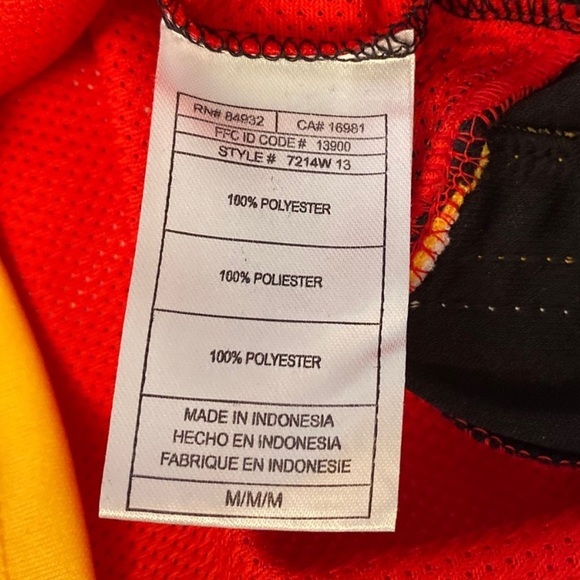 RN# 84932 CA# 16981
FFC ID CODE # 13900
STYLE # 7214W 13
100% POLYESTER
100% POLIESTER
100% POLYESTER
MADE IN INDONESIA
HECHO EN INDONESIA
FABRIQUE EN INDONESIE
M/M/M